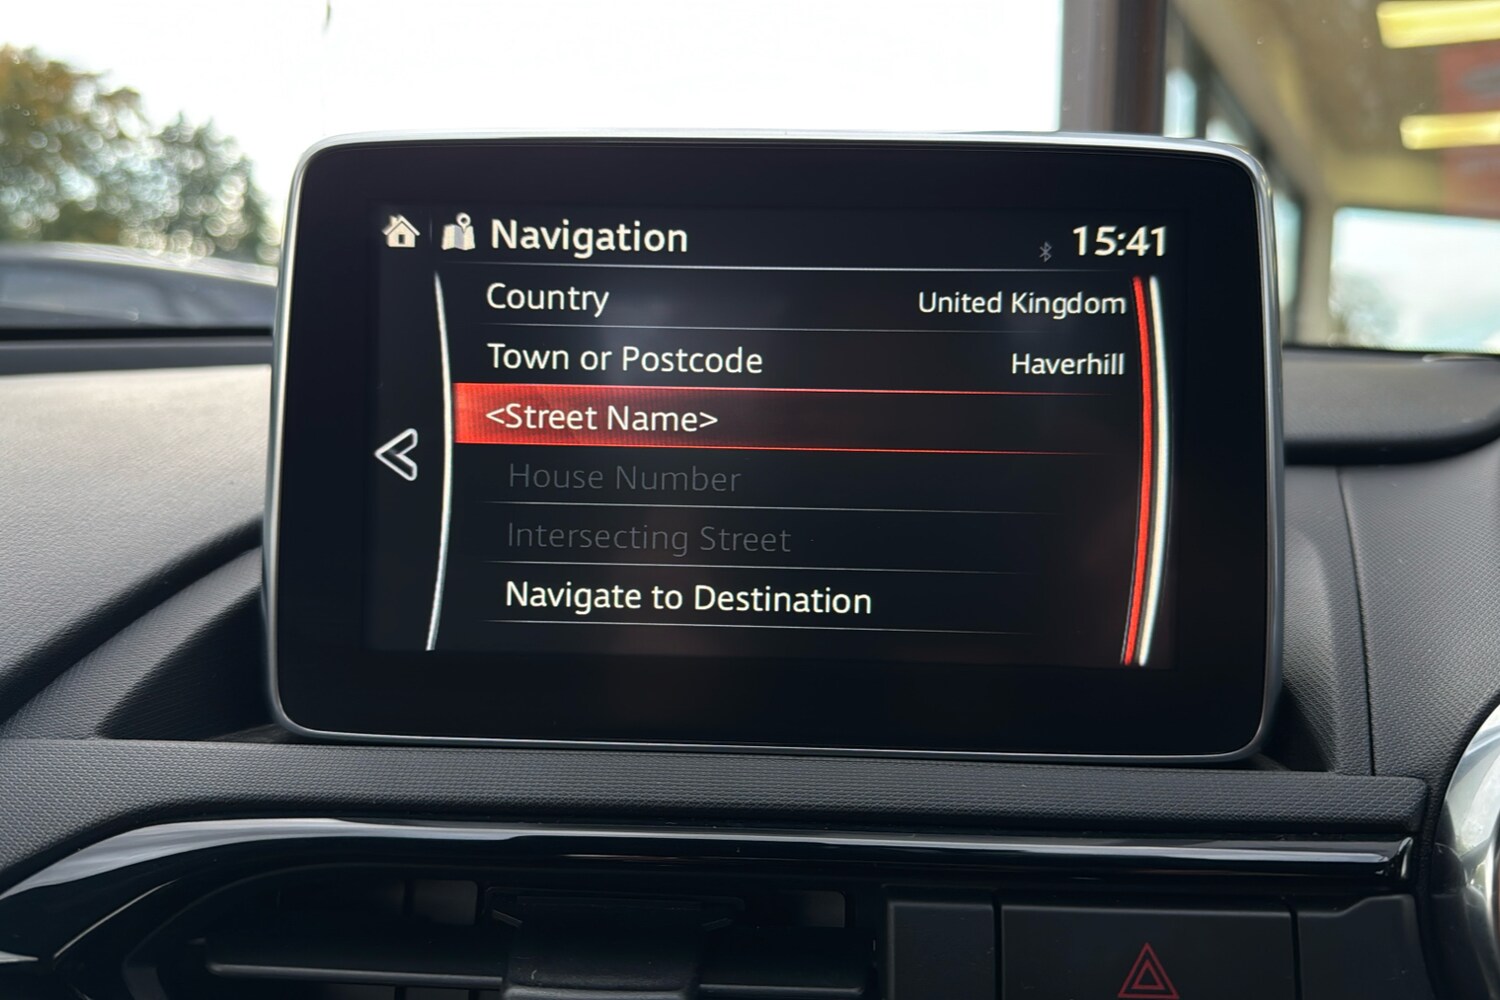 Navigation 15:41
Country United Kingdom
Town or Postcode Haverhill
<Street Name>
House Number
Intersecting Street
Navigate to Destination